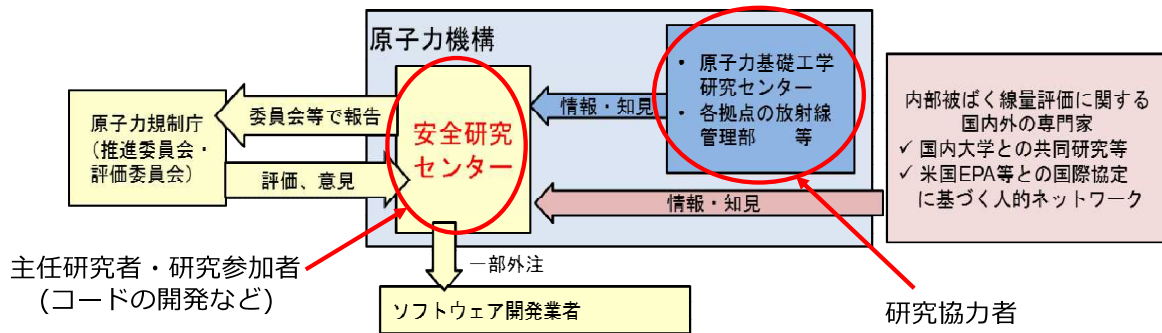 原子力機構
・ 原子力基礎工学
研究センター
・ 各拠点の放射線
管理部　等
原子力規制庁
（推進委員会・
評価委員会）
委員会等で報告
評価、意見
安全研究
センター
情報・知見
情報・知見
内部被ばく線量評価に関する
国内外の専門家
✓ 国内大学との共同研究等
✓ 米国EPA等との国際協定
に基づく人的ネットワーク
主任研究者・研究参加者
(コードの開発など)
一部外注
ソフトウェア開発業者
研究協力者